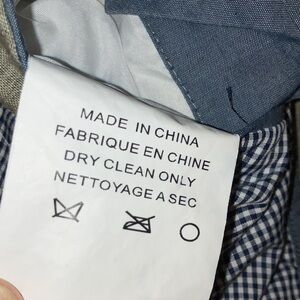 MADE IN CHINA
FABRIQUE EN CHINE
DRY CLEAN ONLY
NETTOYAGE A SEC